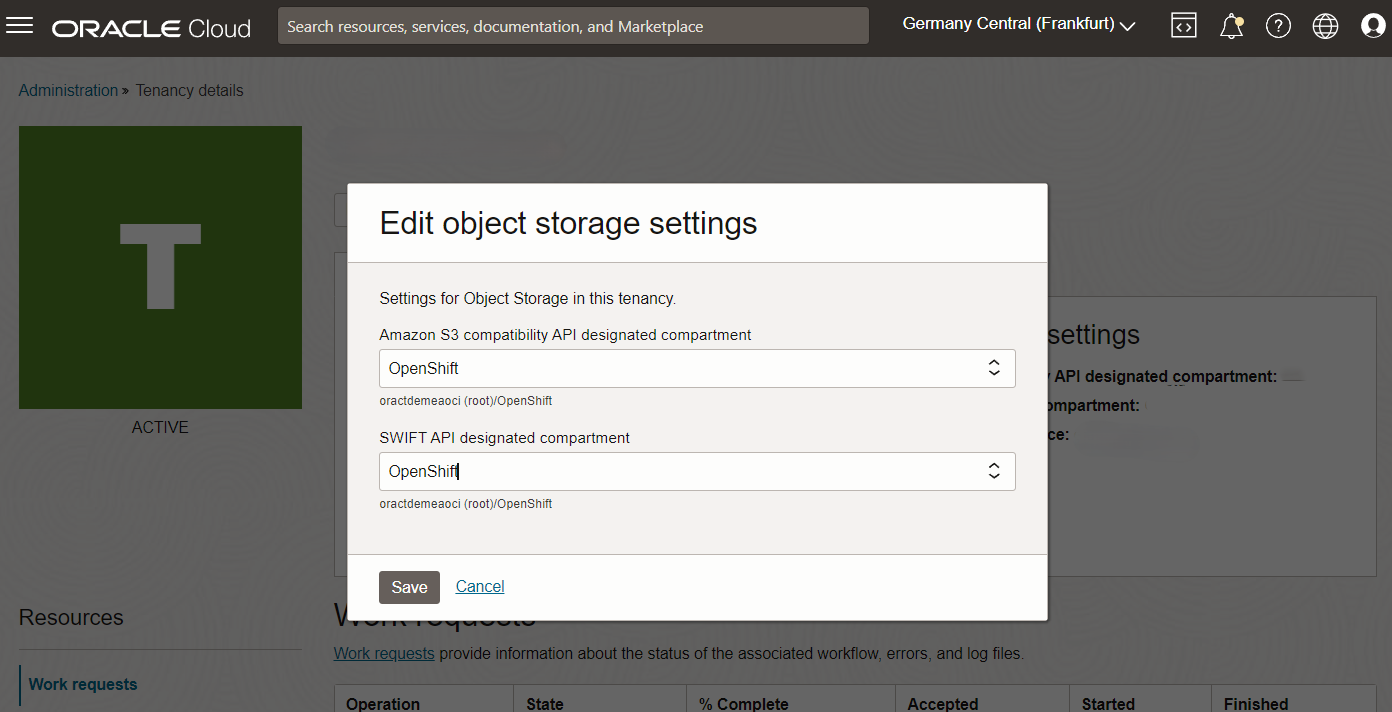 ORACLE Cloud
Search resources, services, documentation, and Marketplace
Germany Central (Frankfurt)
Administration » Tenancy details
T
ACTIVE
Edit object storage settings
Settings for Object Storage in this tenancy.
Amazon S3 compatibility API designated compartment
OpenShift
oractdemeaoci (root)/OpenShift
SWIFT API designated compartment
OpenShift
oractdemeaoci (root)/OpenShift
Save Cancel
settings
API designated compartment:
Resources
Work requests
Work requests
Work requests provide information about the status of the associated workflow, errors, and log files.
Operation State % Complete Accepted Started Finished